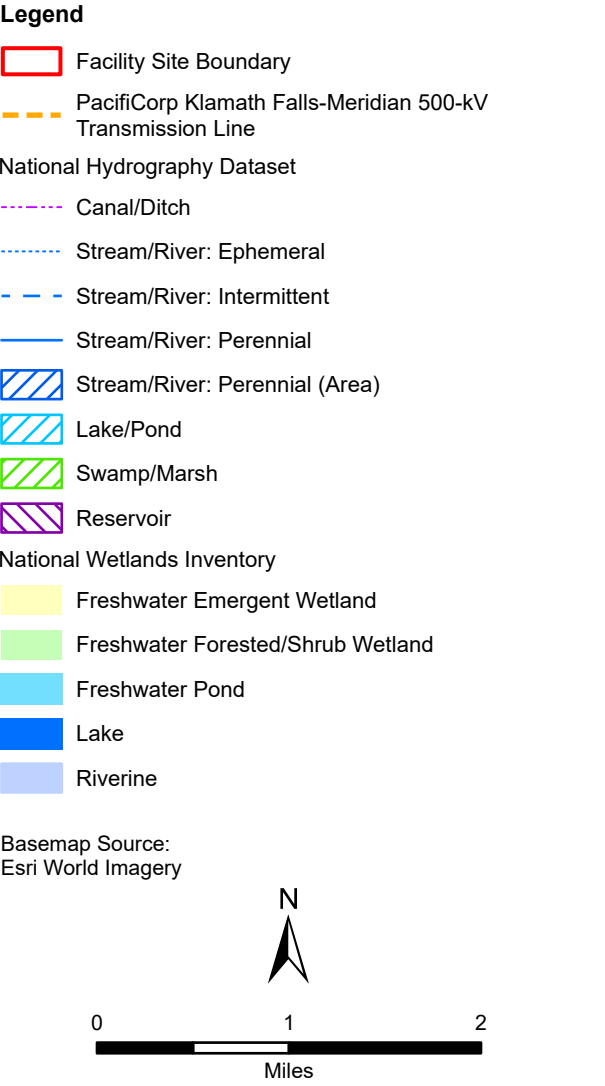 Legend
Facility Site Boundary
PacifiCorp Klamath Falls-Meridian 500-kV
Transmission Line
National Hydrography Dataset
Canal/Ditch
Stream/River: Ephemeral
Stream/River: Intermittent
Stream/River: Perennial
Stream/River: Perennial (Area)
Lake/Pond
Swamp/Marsh
Reservoir
National Wetlands Inventory
Freshwater Emergent Wetland
Freshwater Forested/Shrub Wetland
Freshwater Pond
Lake
Riverine
Basemap Source:
Esri World Imagery
N
0 1 2
Miles